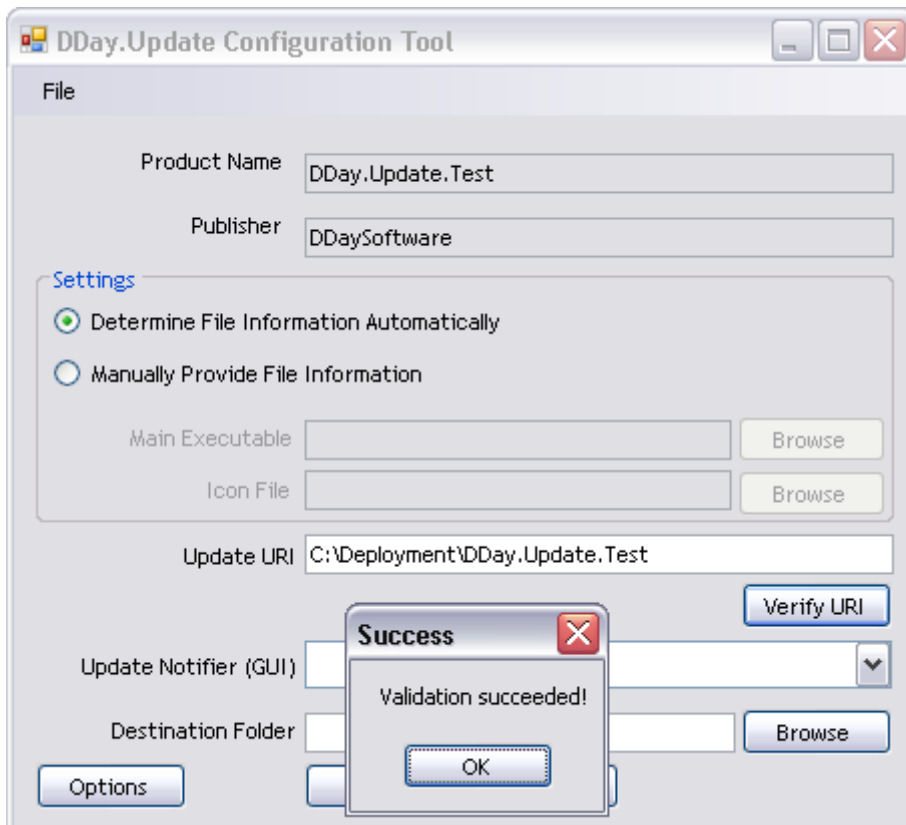 DDay.Update Configuration Tool
File
Product Name
DDay.Update.Test
Publisher
DDaySoftware
Settings
Determine File Information Automatically
Manually Provide File Information
Main Executable
Browse
Icon File
Browse
Update URI
C:\Deployment\DDay.Update.Test
Verify URI
Success
Update Notifier (GUI)
Validation succeeded!
Destination Folder
Browse
OK
Options